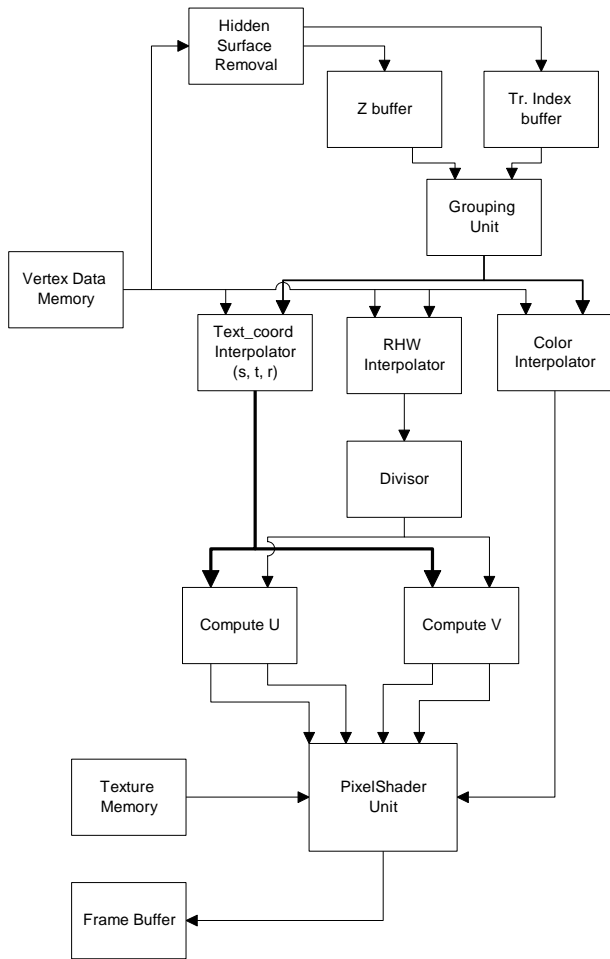 Hidden
Surface
Removal
Z buffer
Tr. Index
buffer
Grouping
Unit
Vertex Data
Memory
Text_coord
Interpolator
(s, t, r)
RHW
Interpolator
Color
Interpolator
Divisor
Compute U
Compute V
Texture
Memory
PixelShader
Unit
Frame Buffer